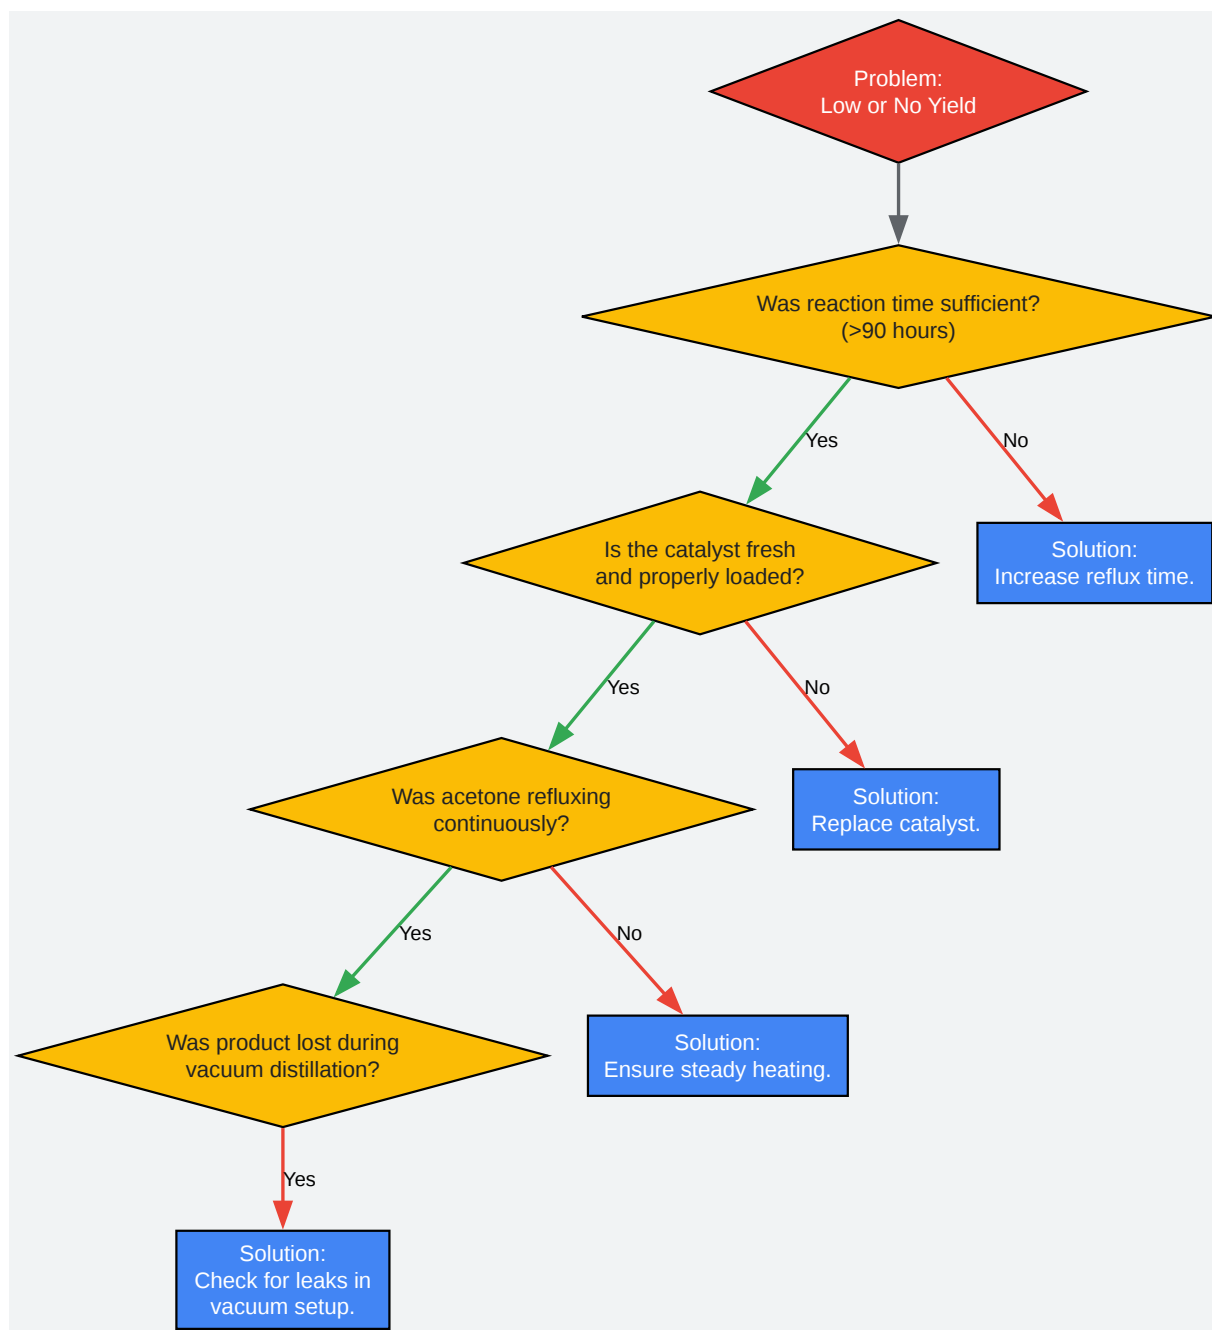 Problem:
Low or No Yield
Was reaction time sufficient?
(>90 hours)
Yes
No
Is the catalyst fresh
and properly loaded?
Solution:
Increase reflux time.
Yes
No
Was acetone refluxing
continuously?
Solution:
Replace catalyst.
Yes
No
Was product lost during
vacuum distillation?
Solution:
Ensure steady heating.
Yes
Solution:
Check for leaks in
vacuum setup.